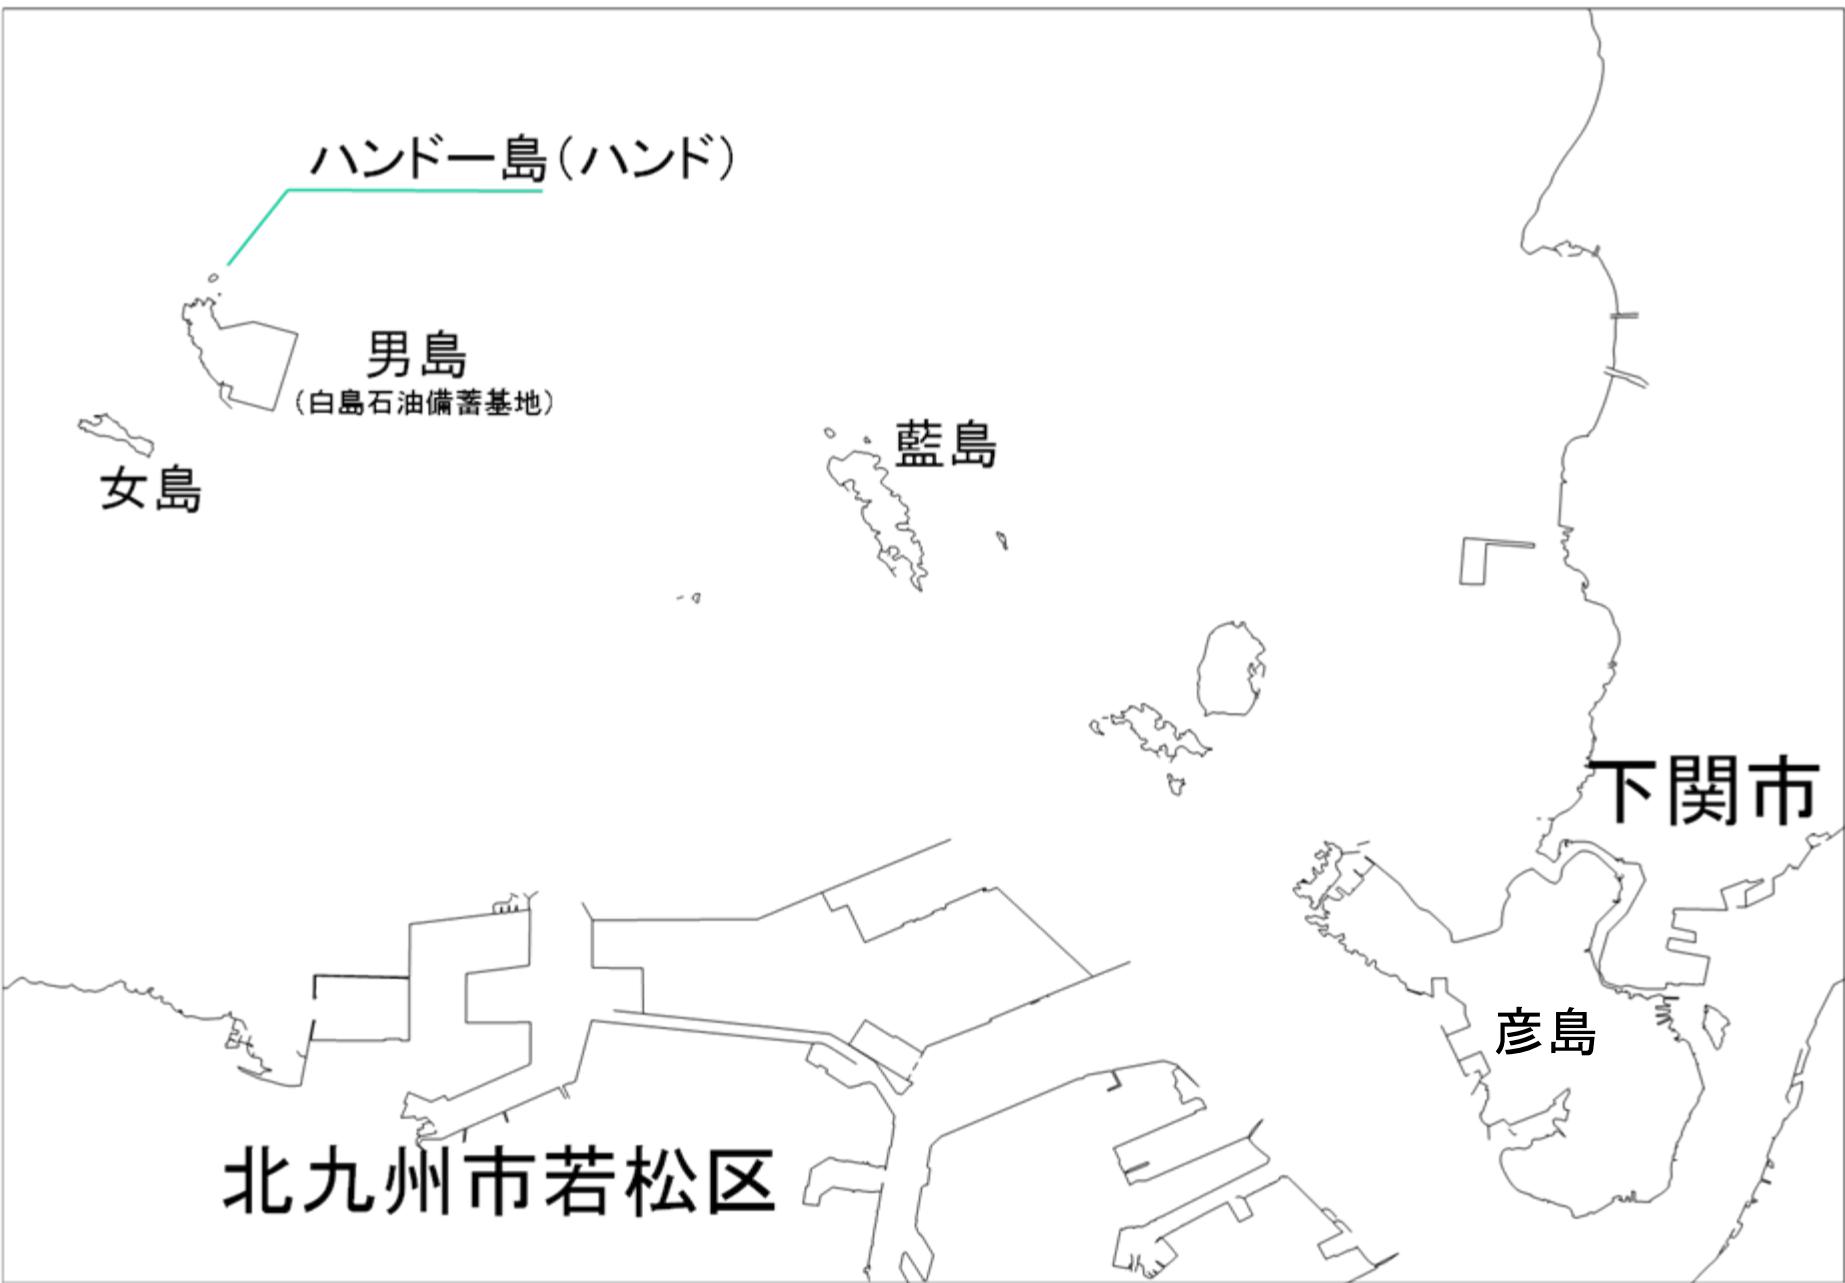 ハンドー島(ハンド)
男島
(白島石油備蓄基地)
藍島
女島
下関市
彦島
北九州市若松区